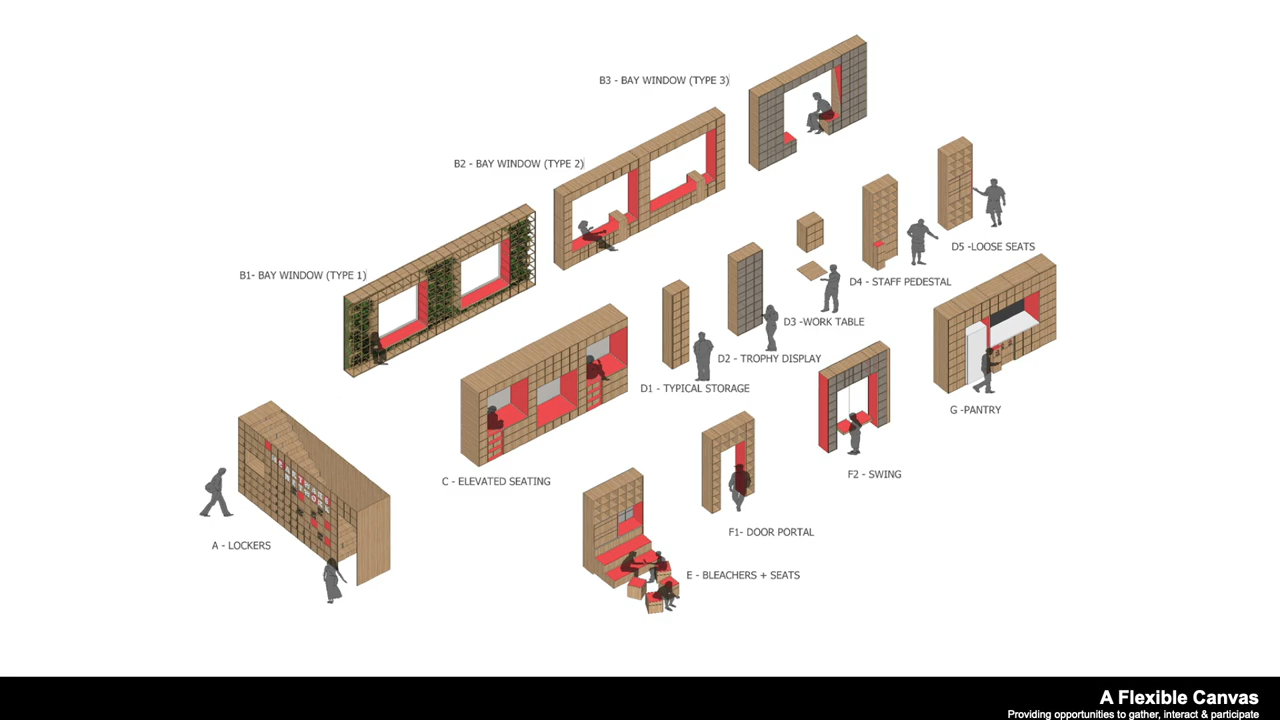 B3 - BAY WINDOW (TYPE 3)
B2 - BAY WINDOW (TYPE 2)
B1- BAY WINDOW (TYPE 1)
D5 -LOOSE SEATS
D4 - STAFF PEDESTAL
D3 -WORK TABLE
D2 - TROPHY DISPLAY
D1 - TYPICAL STORAGE
G -PANTRY
C - ELEVATED SEATING
F2 - SWING
F1- DOOR PORTAL
A - LOCKERS
E - BLEACHERS + SEATS
A Flexible Canvas
Providing opportunities to gather, interact & participate